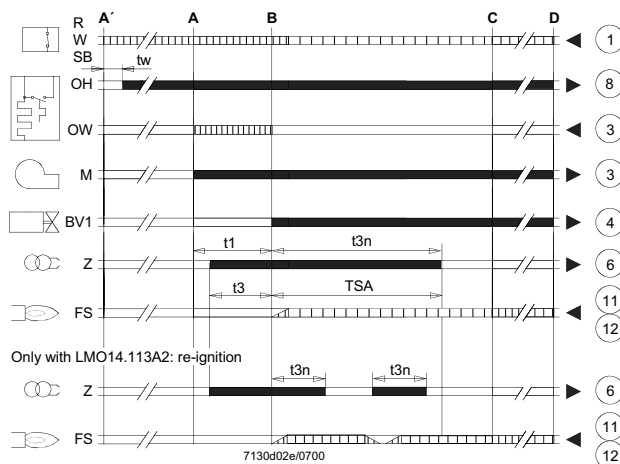 A´ A B C D
R
W 1
SB tw
OH 8
OW 3
M 3
BV1 4
t1 t3n
Z 6
t3 TSA
11
FS
12
Only with LMO14.113A2: re-ignition
t3n t3n
Z 6
11
FS
12
7130d02e/0700